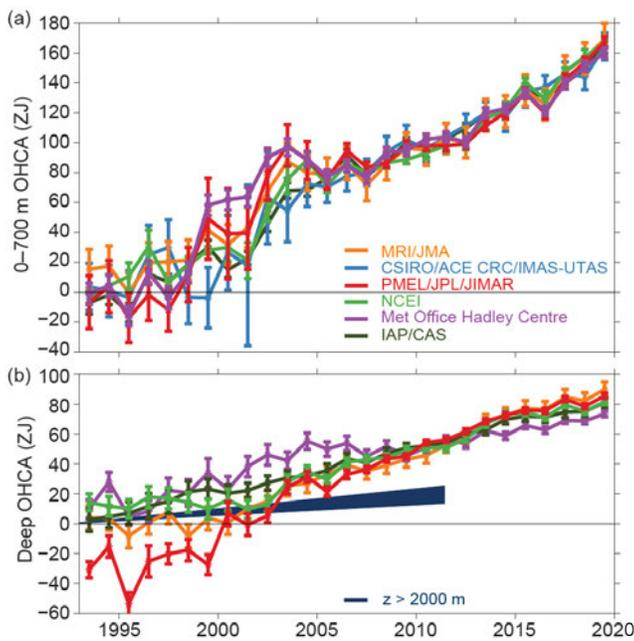 (a)
180
160
140
120
100
80
60
40
20
0
−20
−40
0–700 m OHCA (ZJ)
MRI/JMA
CSIRO/ACE CRC/IMAS-UTAS
PMEL/JPL/JIMAR
NCEI
Met Office Hadley Centre
IAP/CAS
(b)
100
80
60
40
20
0
−20
−40
−60
Deep OHCA (ZJ)
z > 2000 m
1995 2000 2005 2010 2015 2020